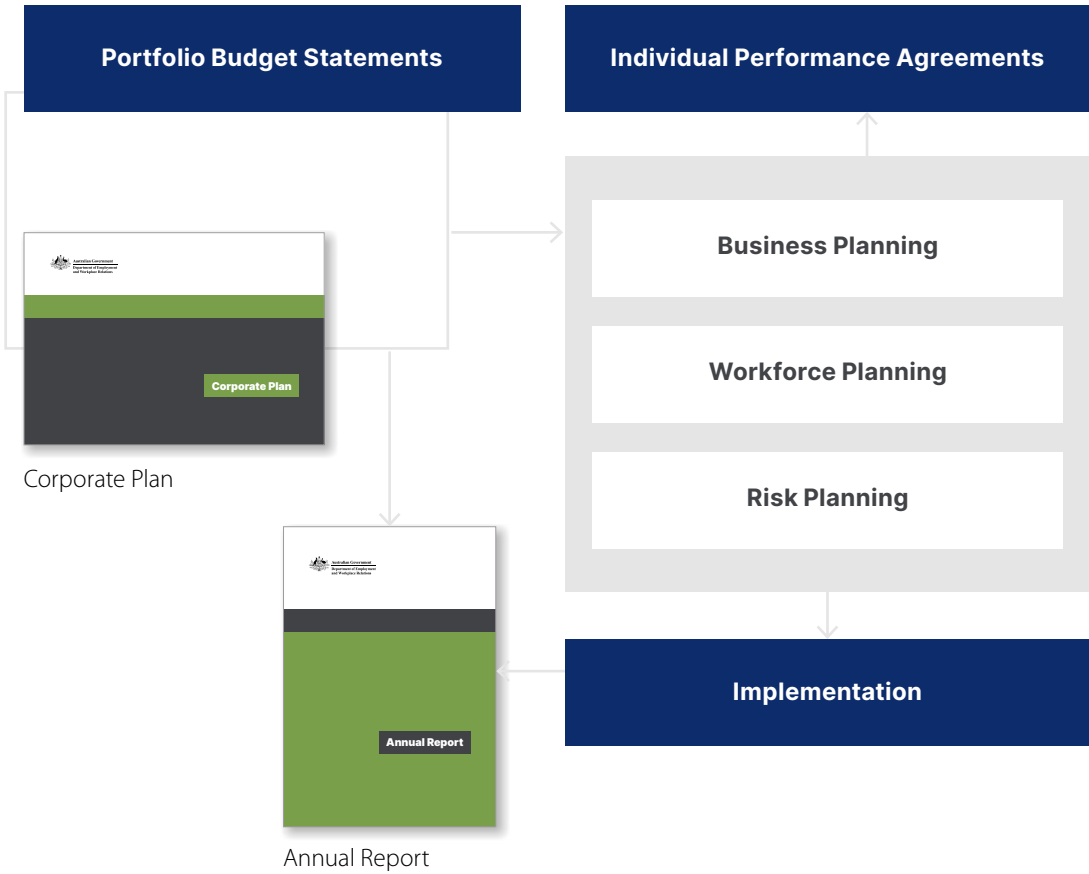 Portfolio Budget Statements
Individual Performance Agreements
Australian Government
Department of Employment
and Workplace Relations
Corporate Plan
Corporate Plan
Business Planning
Workforce Planning
Risk Planning
Australian Government
Department of Employment
and Workplace Relations
Annual Report
Annual Report
Implementation